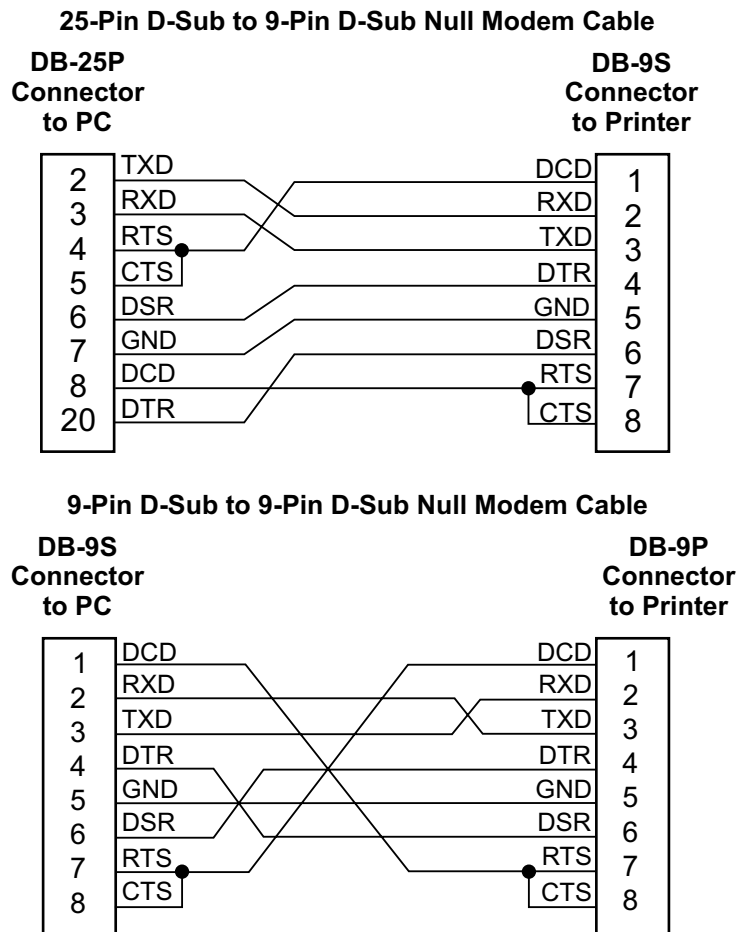 25-Pin D-Sub to 9-Pin D-Sub Null Modem Cable
DB-25P
Connector
to PC
DB-9S
Connector
to Printer
2 TXD DCD 1
3 RXD RXD 2
4 RTS TXD 3
5 CTS DTR 4
6 DSR GND 5
7 GND DSR 6
8 DCD RTS 7
20 DTR CTS 8
9-Pin D-Sub to 9-Pin D-Sub Null Modem Cable
DB-9S
Connector
to PC
DB-9P
Connector
to Printer
1 DCD DCD 1
2 RXD RXD 2
3 TXD TXD 3
4 DTR DTR 4
5 GND GND 5
6 DSR DSR 6
7 RTS RTS 7
8 CTS CTS 8